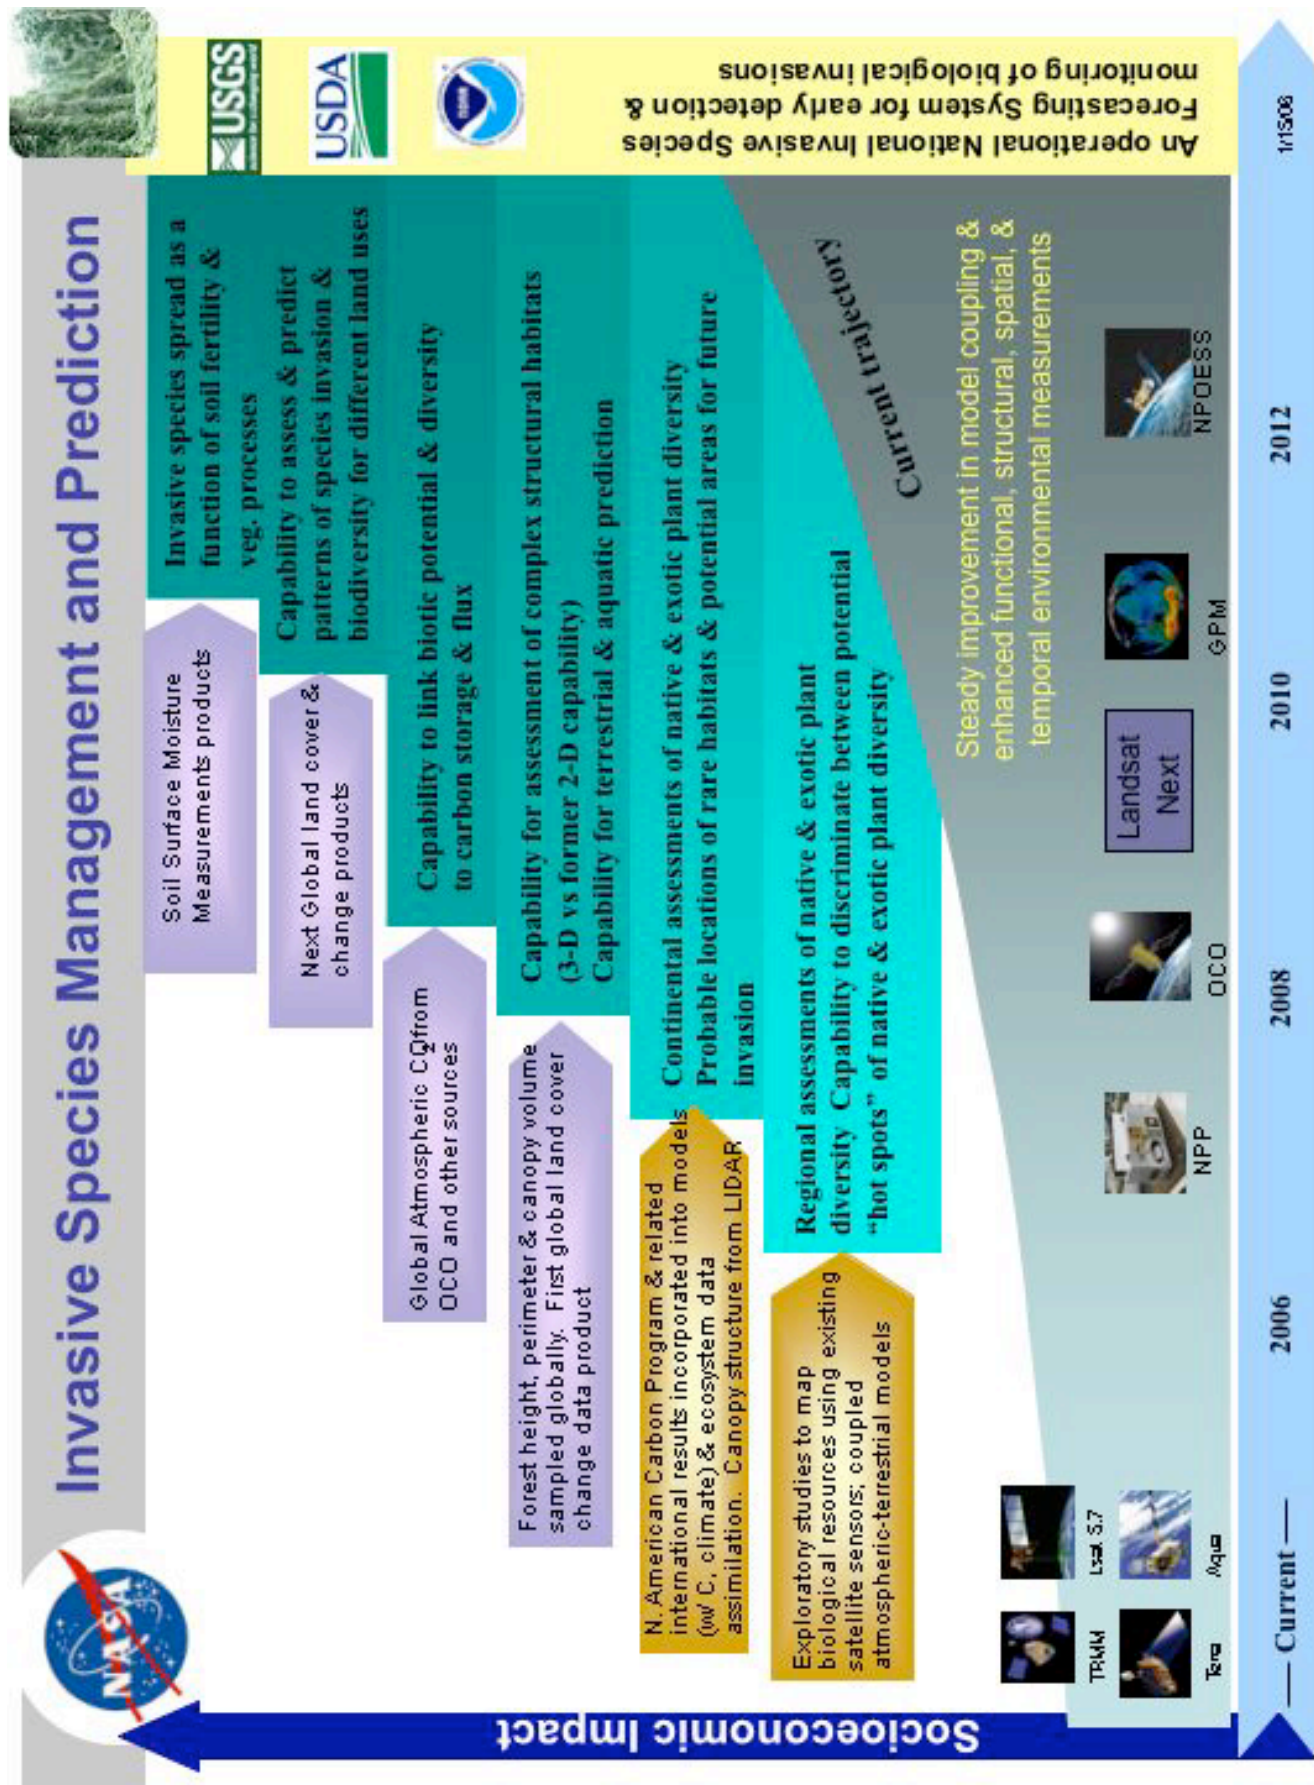 Invasive Species Management and Prediction
NASA
Soil Surface Moisture
Measurements products
Invasive species spread as a
function of soil fertility &
veg. processes
Next Global land cover &
change products
Capability to assess & predict
patterns of species invasion &
biodiversity for different land uses
Global Atmospheric CO2 from
OCO and other sources
Capability to link biotic potential & diversity
to carbon storage & flux
Forest height, perimeter & canopy volume
sampled globally. First global land cover
change data product
Capability for assessment of complex structural habitats
(3-D vs former 2-D capability)
Capability for terrestrial & aquatic prediction
N. American Carbon Program & related
international results incorporated into models
(w/ C, climate) & ecosystem data
assimilation. Canopy structure from LIDAR
Continental assessments of native & exotic plant diversity
Probable locations of rare habitats & potential areas for future
invasion
Exploratory studies to map
biological resources using existing
satellite sensors; coupled
atmospheric-terrestrial models
Regional assessments of native & exotic plant
diversity Capability to discriminate between potential
“hot spots” of native & exotic plant diversity
Current trajectory
Steady improvement in model coupling &
enhanced functional, structural, spatial, &
temporal environmental measurements
Socioeconomic Impact
USGS
USDA
NOAA
An operational National Invasive Species
Forecasting System for early detection &
monitoring of biological invasions
TRMM
Lsat 5,7
Terra
Aqua
NPP
OCO
Landsat
Next
GPM
NPOESS
Current
2006
2008
2010
2012
1/15/06